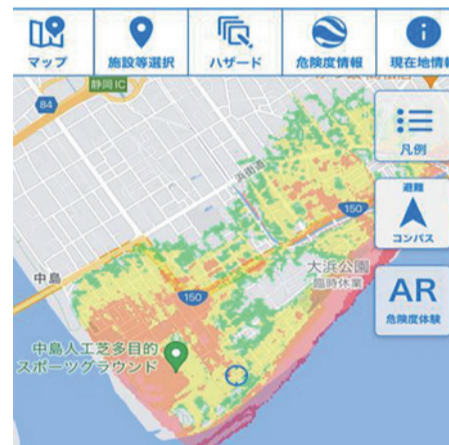 マップ
施設等選択
ハザード
危険度情報
現在地情報
静岡IC
84
凡例
浜街道
150
避難
コンパス
大浜公園
臨時休業
中島
150
AR
危険度体験
中島人工芝多目的
スポーツグラウンド